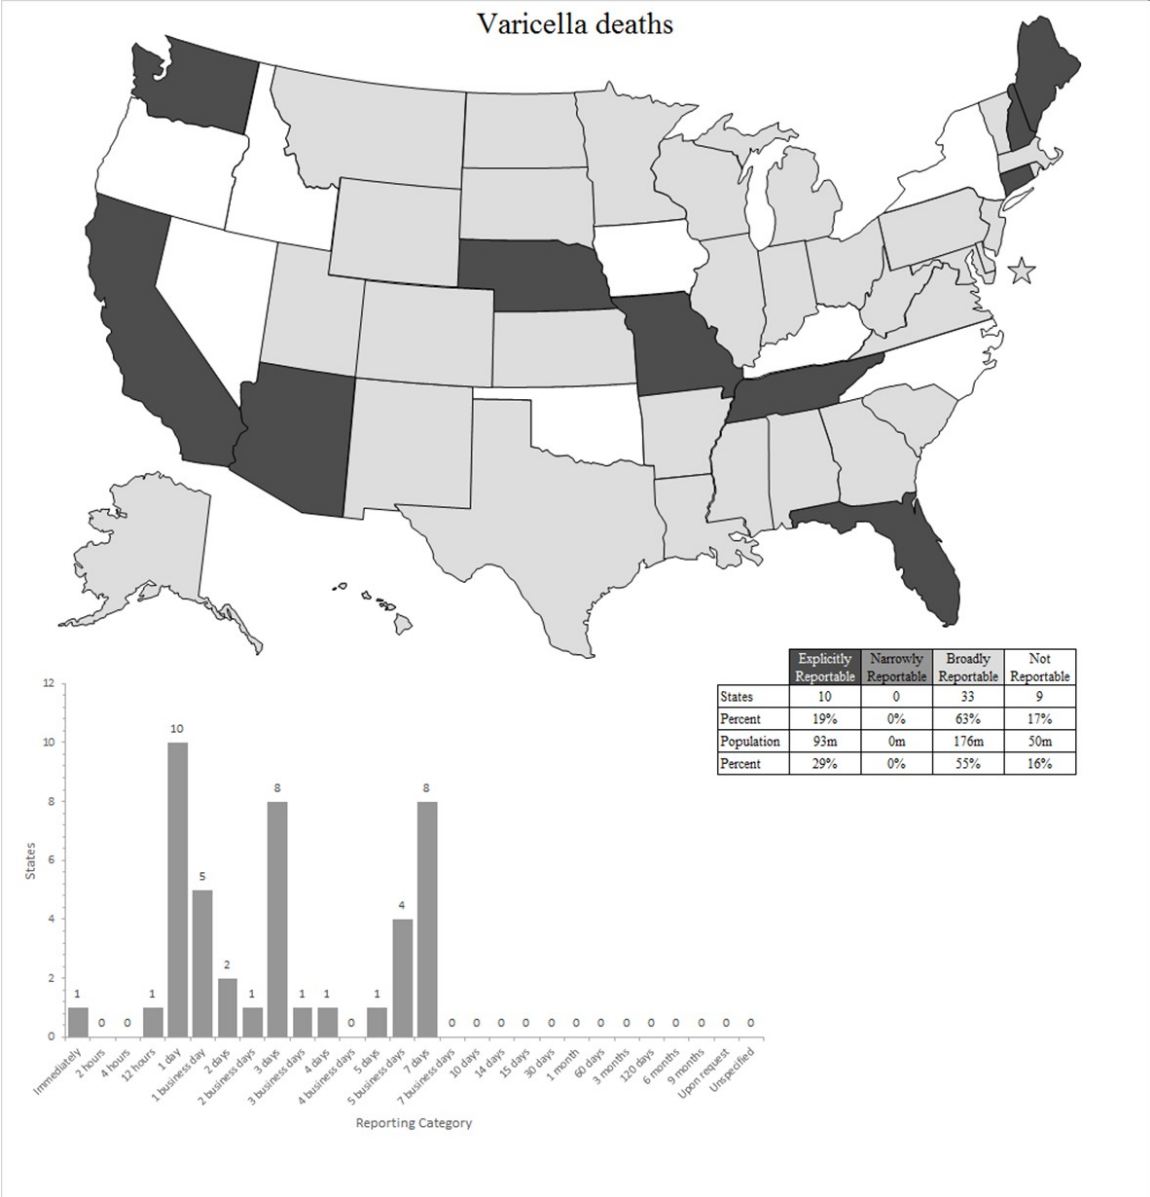 Varicella deaths
Explicitly Reportable Narrowly Reportable Broadly Reportable Not Reportable
States 10 0 33 9
Percent 19% 0% 63% 17%
Population 93m 0m 176m 50m
Percent 29% 0% 55% 16%
12
10
8
6
4
2
0
States
1 0 0 1 10 5 2 1 8 1 1 0 1 4 8 0 0 0 0 0 0 0 0 0 0 0 0 0
Immediately
2 hours
4 hours
12 hours
1 day
1 business day
2 days
2 business days
3 days
3 business days
4 days
4 business days
5 days
5 business days
7 days
7 business days
10 days
14 days
15 days
30 days
1 month
60 days
3 months
120 days
6 months
9 months
Upon request
Unspecified
Reporting Category